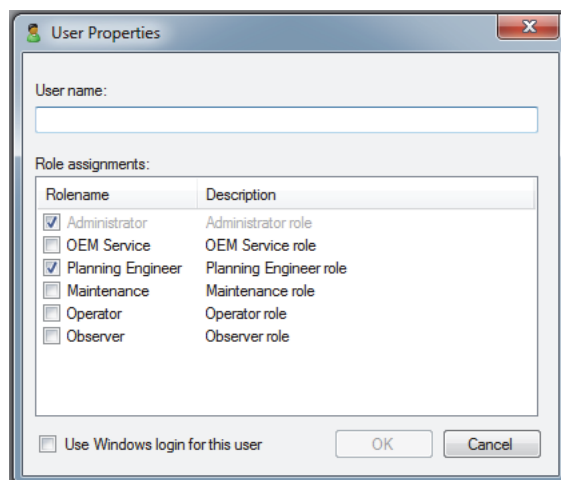 User Properties
User name:
Role assignments:
Rolename Description
Administrator Administrator role
OEM Service OEM Service role
Planning Engineer Planning Engineer role
Maintenance Maintenance role
Operator Operator role
Observer Observer role
Use Windows login for this user OK Cancel